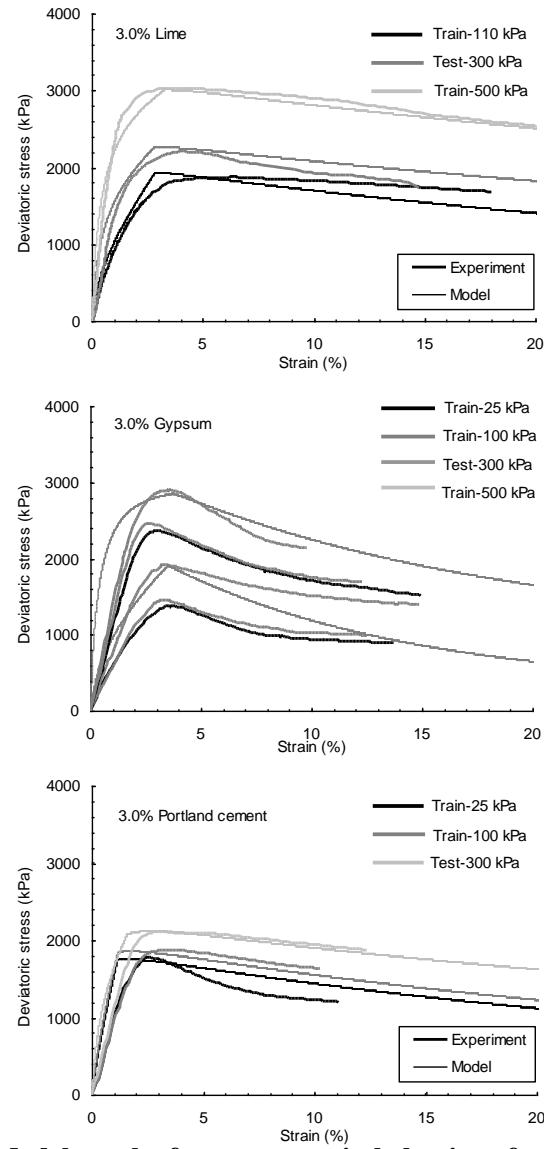 4000
3.0% Lime
Train-110 kPa
Test-300 kPa
Train-500 kPa
3000
2000
1000
0
Deviatoric stress (kPa)
Experiment
Model
0 5 10 15 20
Strain (%)
4000
3.0% Gypsum
Train-25 kPa
Train-100 kPa
Test-300 kPa
Train-500 kPa
3000
2000
1000
0
Deviatoric stress (kPa)
0 5 10 15 20
Strain (%)
4000
3.0% Portland cement
Train-25 kPa
Train-100 kPa
Test-300 kPa
3000
2000
1000
0
Deviatoric stress (kPa)
Experiment
Model
0 5 10 15 20
Strain (%)